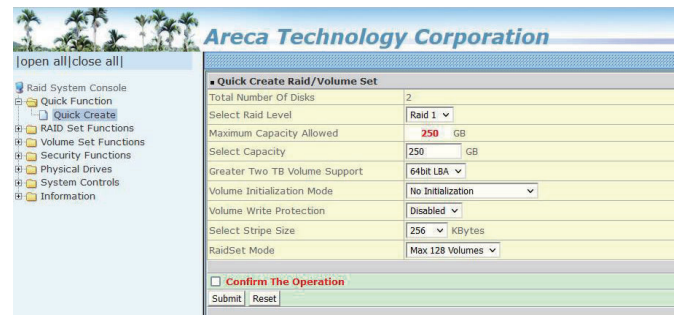 Areca Technology Corporation
|open all|close all|
Raid System Console
Quick Function
Quick Create
RAID Set Functions
Volume Set Functions
Security Functions
Physical Drives
System Controls
Information
Quick Create Raid/Volume Set
Total Number Of Disks 2
Select Raid Level Raid 1
Maximum Capacity Allowed 250 GB
Select Capacity 250 GB
Greater Two TB Volume Support 64bit LBA
Volume Initialization Mode No Initialization
Volume Write Protection Disabled
Select Stripe Size 256 KBytes
RaidSet Mode Max 128 Volumes
Confirm The Operation
Submit Reset